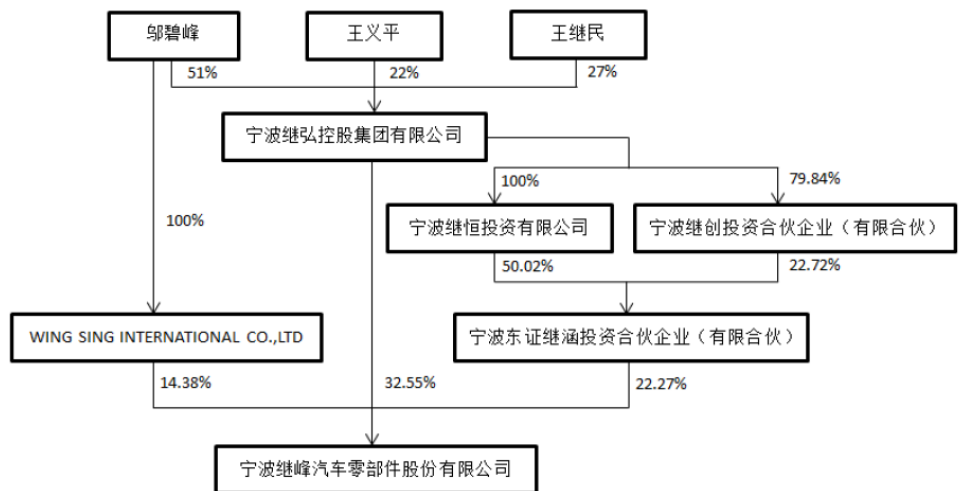 邬碧峰
王义平
王继民
51%
22%
27%
宁波继弘控股集团有限公司
100%
79.84%
100%
宁波继恒投资有限公司
宁波继创投资合伙企业（有限合伙）
50.02%
22.72%
WING SING INTERNATIONAL CO.,LTD
宁波东证继涵投资合伙企业（有限合伙）
14.38%
32.55%
22.27%
宁波继峰汽车零部件股份有限公司